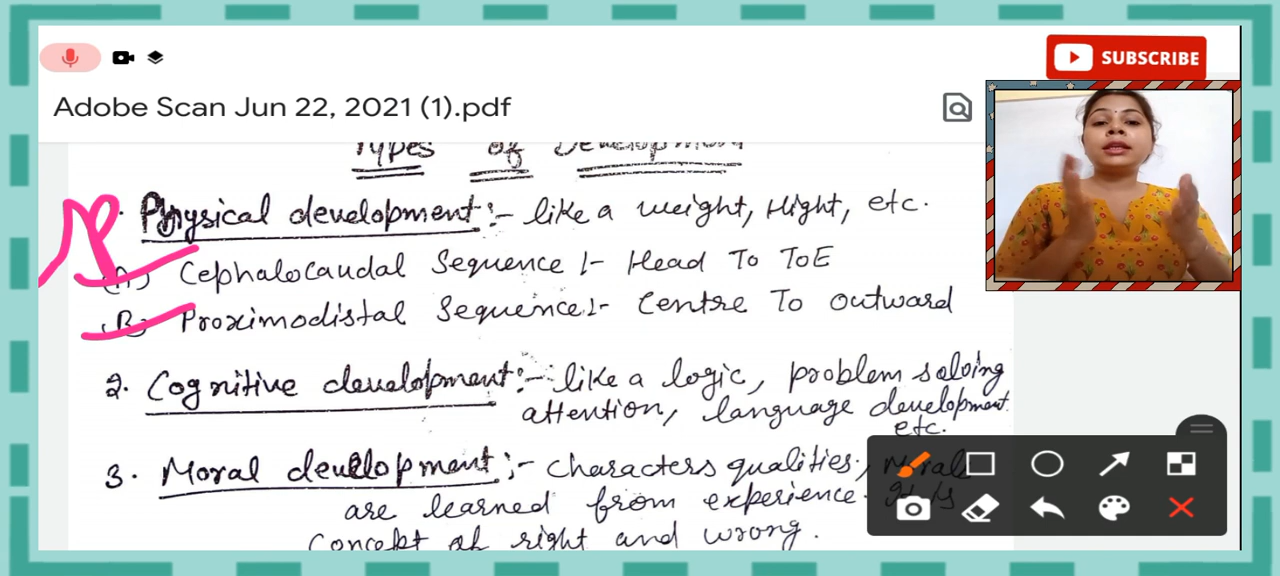 SUBSCRIBE
Adobe Scan Jun 22, 2021 (1).pdf
Types of Development
Physical development :- like a weight, Hight, etc.
(A) Cephalocaudal Sequence :- Head To ToE
(B) Proximodistal Sequence:- Centre To outward
2. Cognitive development :- like a logic, problem soloing
attention, language development
etc.
3. Moral development :- characters qualities, Moral
are learned from experience.
concept of right and wrong.